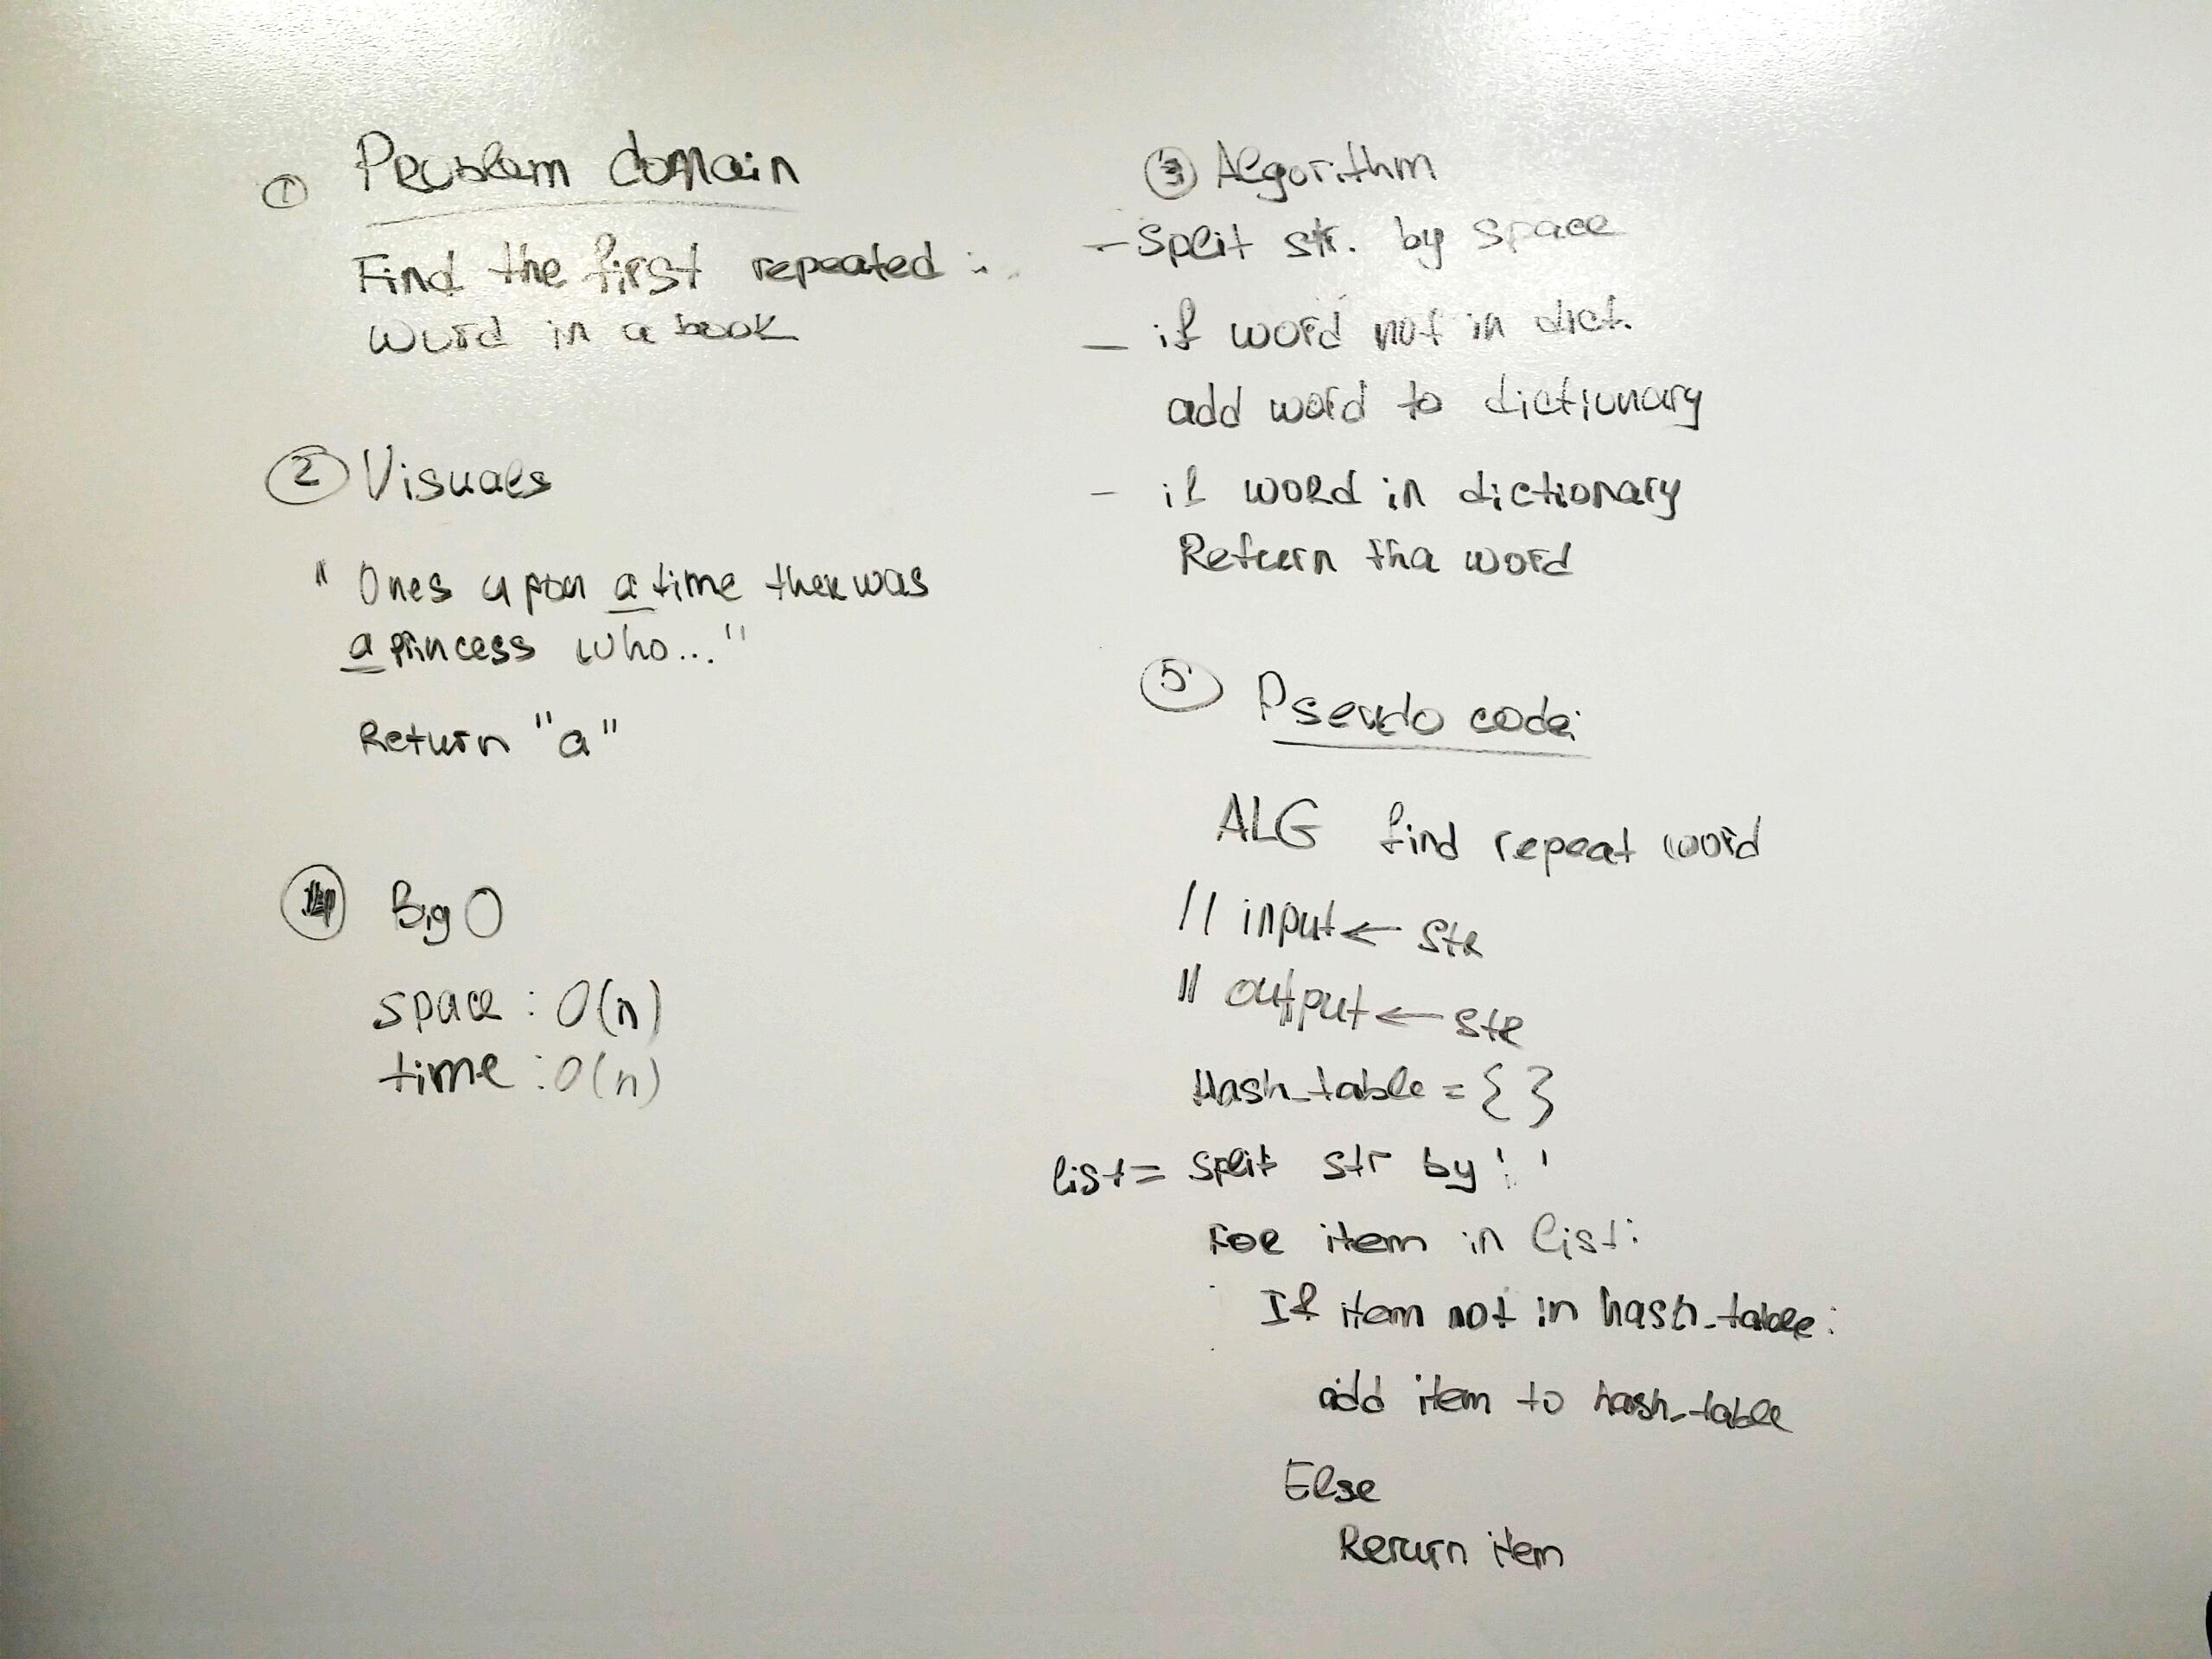 ① Problem domain
Find the first repeated
word in a book
② Visuals
" Ones upon a time ther was
a princess who... "
Return "a"
Big O
space : O(n)
time : O(n)
③ Algorithm
- Split str. by space
- if word not in dict.
add word to dictionary
- if word in dictionary
Return tha word
⑤ Pseudo code:
ALG find repeat word
// input ← str
// output ← str
Hash_table = { }
list = split str by ' '
For item in list:
If item not in hash_table:
add item to hash_table
Else
Return item